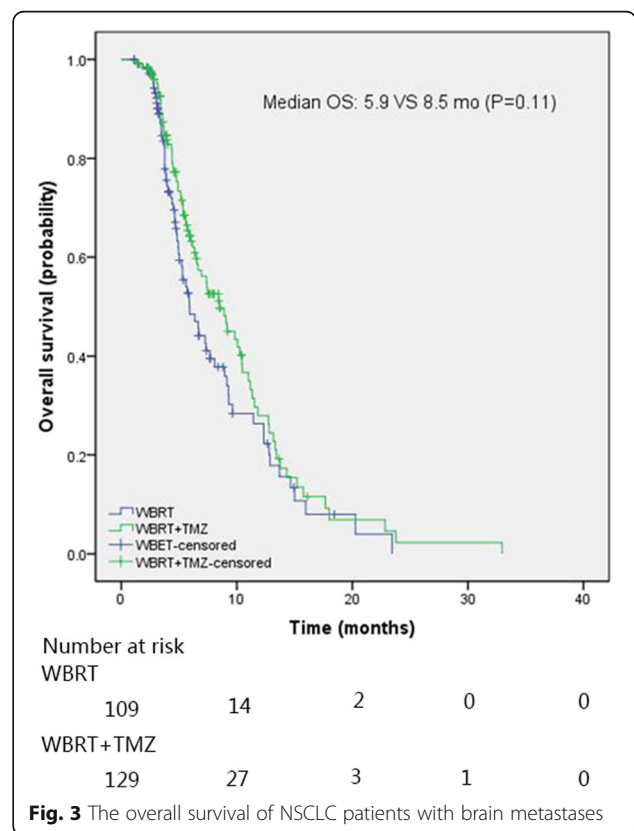 Median OS: 5.9 VS 8.5 mo (P=0.11)
1.0
0.8
0.6
0.4
0.2
0.0
Overall survival (probability)
WBRT
WBRT+TMZ
WBET-censored
WBRT+TMZ-censored
0 10 20 30 40
Time (months)
Number at risk
WBRT
109 14 2 0 0
WBRT+TMZ
129 27 3 1 0
Fig. 3 The overall survival of NSCLC patients with brain metastases